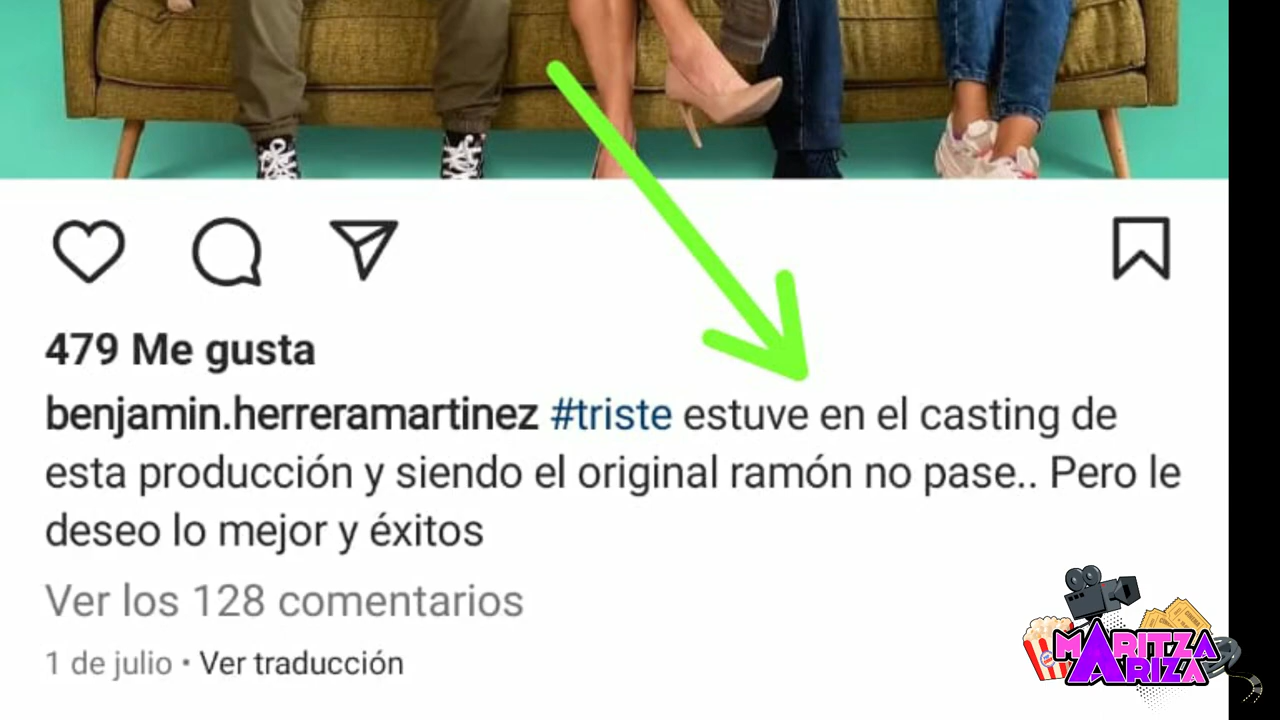 479 Me gusta
benjamin.herreramartinez #triste estuve en el casting de
esta producción y siendo el original ramón no pase.. Pero le
deseo lo mejor y éxitos
Ver los 128 comentarios
1 de julio • Ver traducción
MARITZA
ARIZA